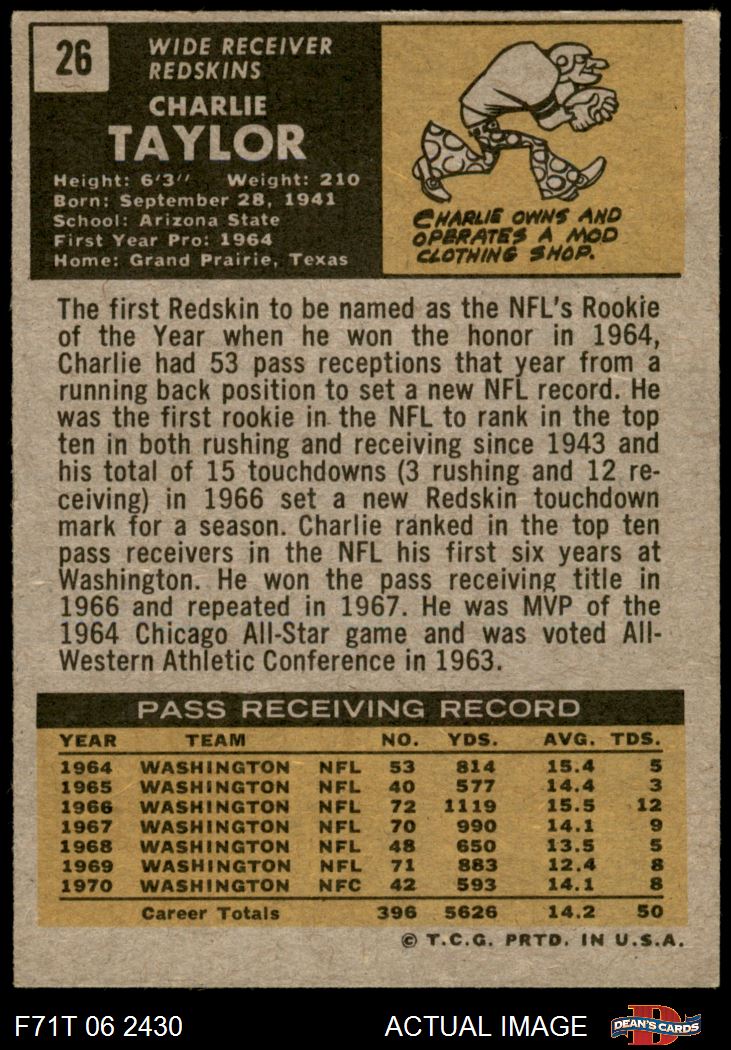 26
WIDE RECEIVER
REDSKINS
CHARLIE
TAYLOR
Height: 6'3" Weight: 210
Born: September 28, 1941
School: Arizona State
First Year Pro: 1964
Home: Grand Prairie, Texas
CHARLIE OWNS AND
OPERATES A MOD
CLOTHING SHOP.
The first Redskin to be named as the NFL's Rookie
of the Year when he won the honor in 1964,
Charlie had 53 pass receptions that year from a
running back position to set a new NFL record. He
was the first rookie in the NFL to rank in the top
ten in both rushing and receiving since 1943 and
his total of 15 touchdowns (3 rushing and 12 re-
ceiving) in 1966 set a new Redskin touchdown
mark for a season. Charlie ranked in the top ten
pass receivers in the NFL his first six years at
Washington. He won the pass receiving title in
1966 and repeated in 1967. He was MVP of the
1964 Chicago All-Star game and was voted All-
Western Athletic Conference in 1963.
PASS RECEIVING RECORD
YEAR TEAM NO. YDS. AVG. TDS.
1964 WASHINGTON NFL 53 814 15.4 5
1965 WASHINGTON NFL 40 577 14.4 3
1966 WASHINGTON NFL 72 1119 15.5 12
1967 WASHINGTON NFL 70 990 14.1 9
1968 WASHINGTON NFL 48 650 13.5 5
1969 WASHINGTON NFL 71 883 12.4 8
1970 WASHINGTON NFC 42 593 14.1 8
Career Totals 396 5626 14.2 50
© T.C.G. PRTD. IN U.S.A.
F71T 06 2430 ACTUAL IMAGE
D
DEAN'S CARDS